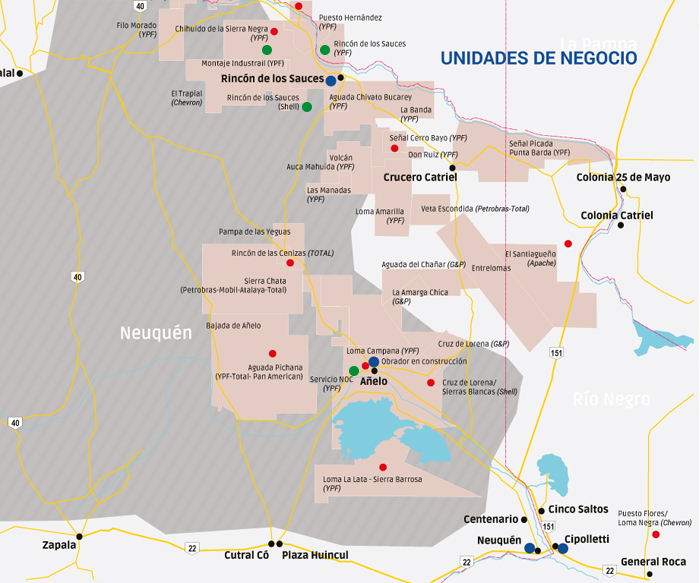 40
Filo Morado
(YPF)
Chihuido de la Sierra Negra
(YPF)
Puesto Hernández
(YPF)
Rincón de los Sauces
(YPF)
UNIDADES DE NEGOCIO
La Pampa
Montaje Industrail (YPF)
alal
Rincón de los Sauces
El Trapial
(Chevron)
Rincón de los Sauces
(Shell)
Aguada Chivato Bucarey
(YPF)
La Banda
(YPF)
Señal Cerro Bayo (YPF)
Señal Picada
Punta Barda (YPF)
Don Ruiz (YPF)
Volcán
Auca Mahuida (YPF)
Crucero Catriel
Colonia 25 de Mayo
Las Manadas
(YPF)
Loma Amarilla
(YPF)
Veta Escondida (Petrobras-Total)
Colonia Catriel
Pampa de las Yeguas
Rincón de las Cenizas (TOTAL)
El Santiagueño
(Apache)
Aguada del Chañar (G&P)
Entrelomas
40
Sierra Chata
(Petrobras-Mobil-Atalaya-Total)
La Amarga Chica
(G&P)
Bajada de Añelo
Neuquén
Cruz de Lorena (G&P)
Loma Campana (YPF)
151
Obrador en construcción
Aguada Pichana
(YPF-Total- Pan American)
Servicio NOC
(YPF)
Añelo
Cruz de Lorena/
Sierras Blancas (Shell)
Río Negro
40
Loma La Lata - Sierra Barrosa
(YPF)
Cinco Saltos
Centenario
151
Puesto Flores/
Loma Negra (Chevron)
Zapala
22
Cutral Có
Plaza Huincul
Neuquén
Cipolletti
22
22
General Roca